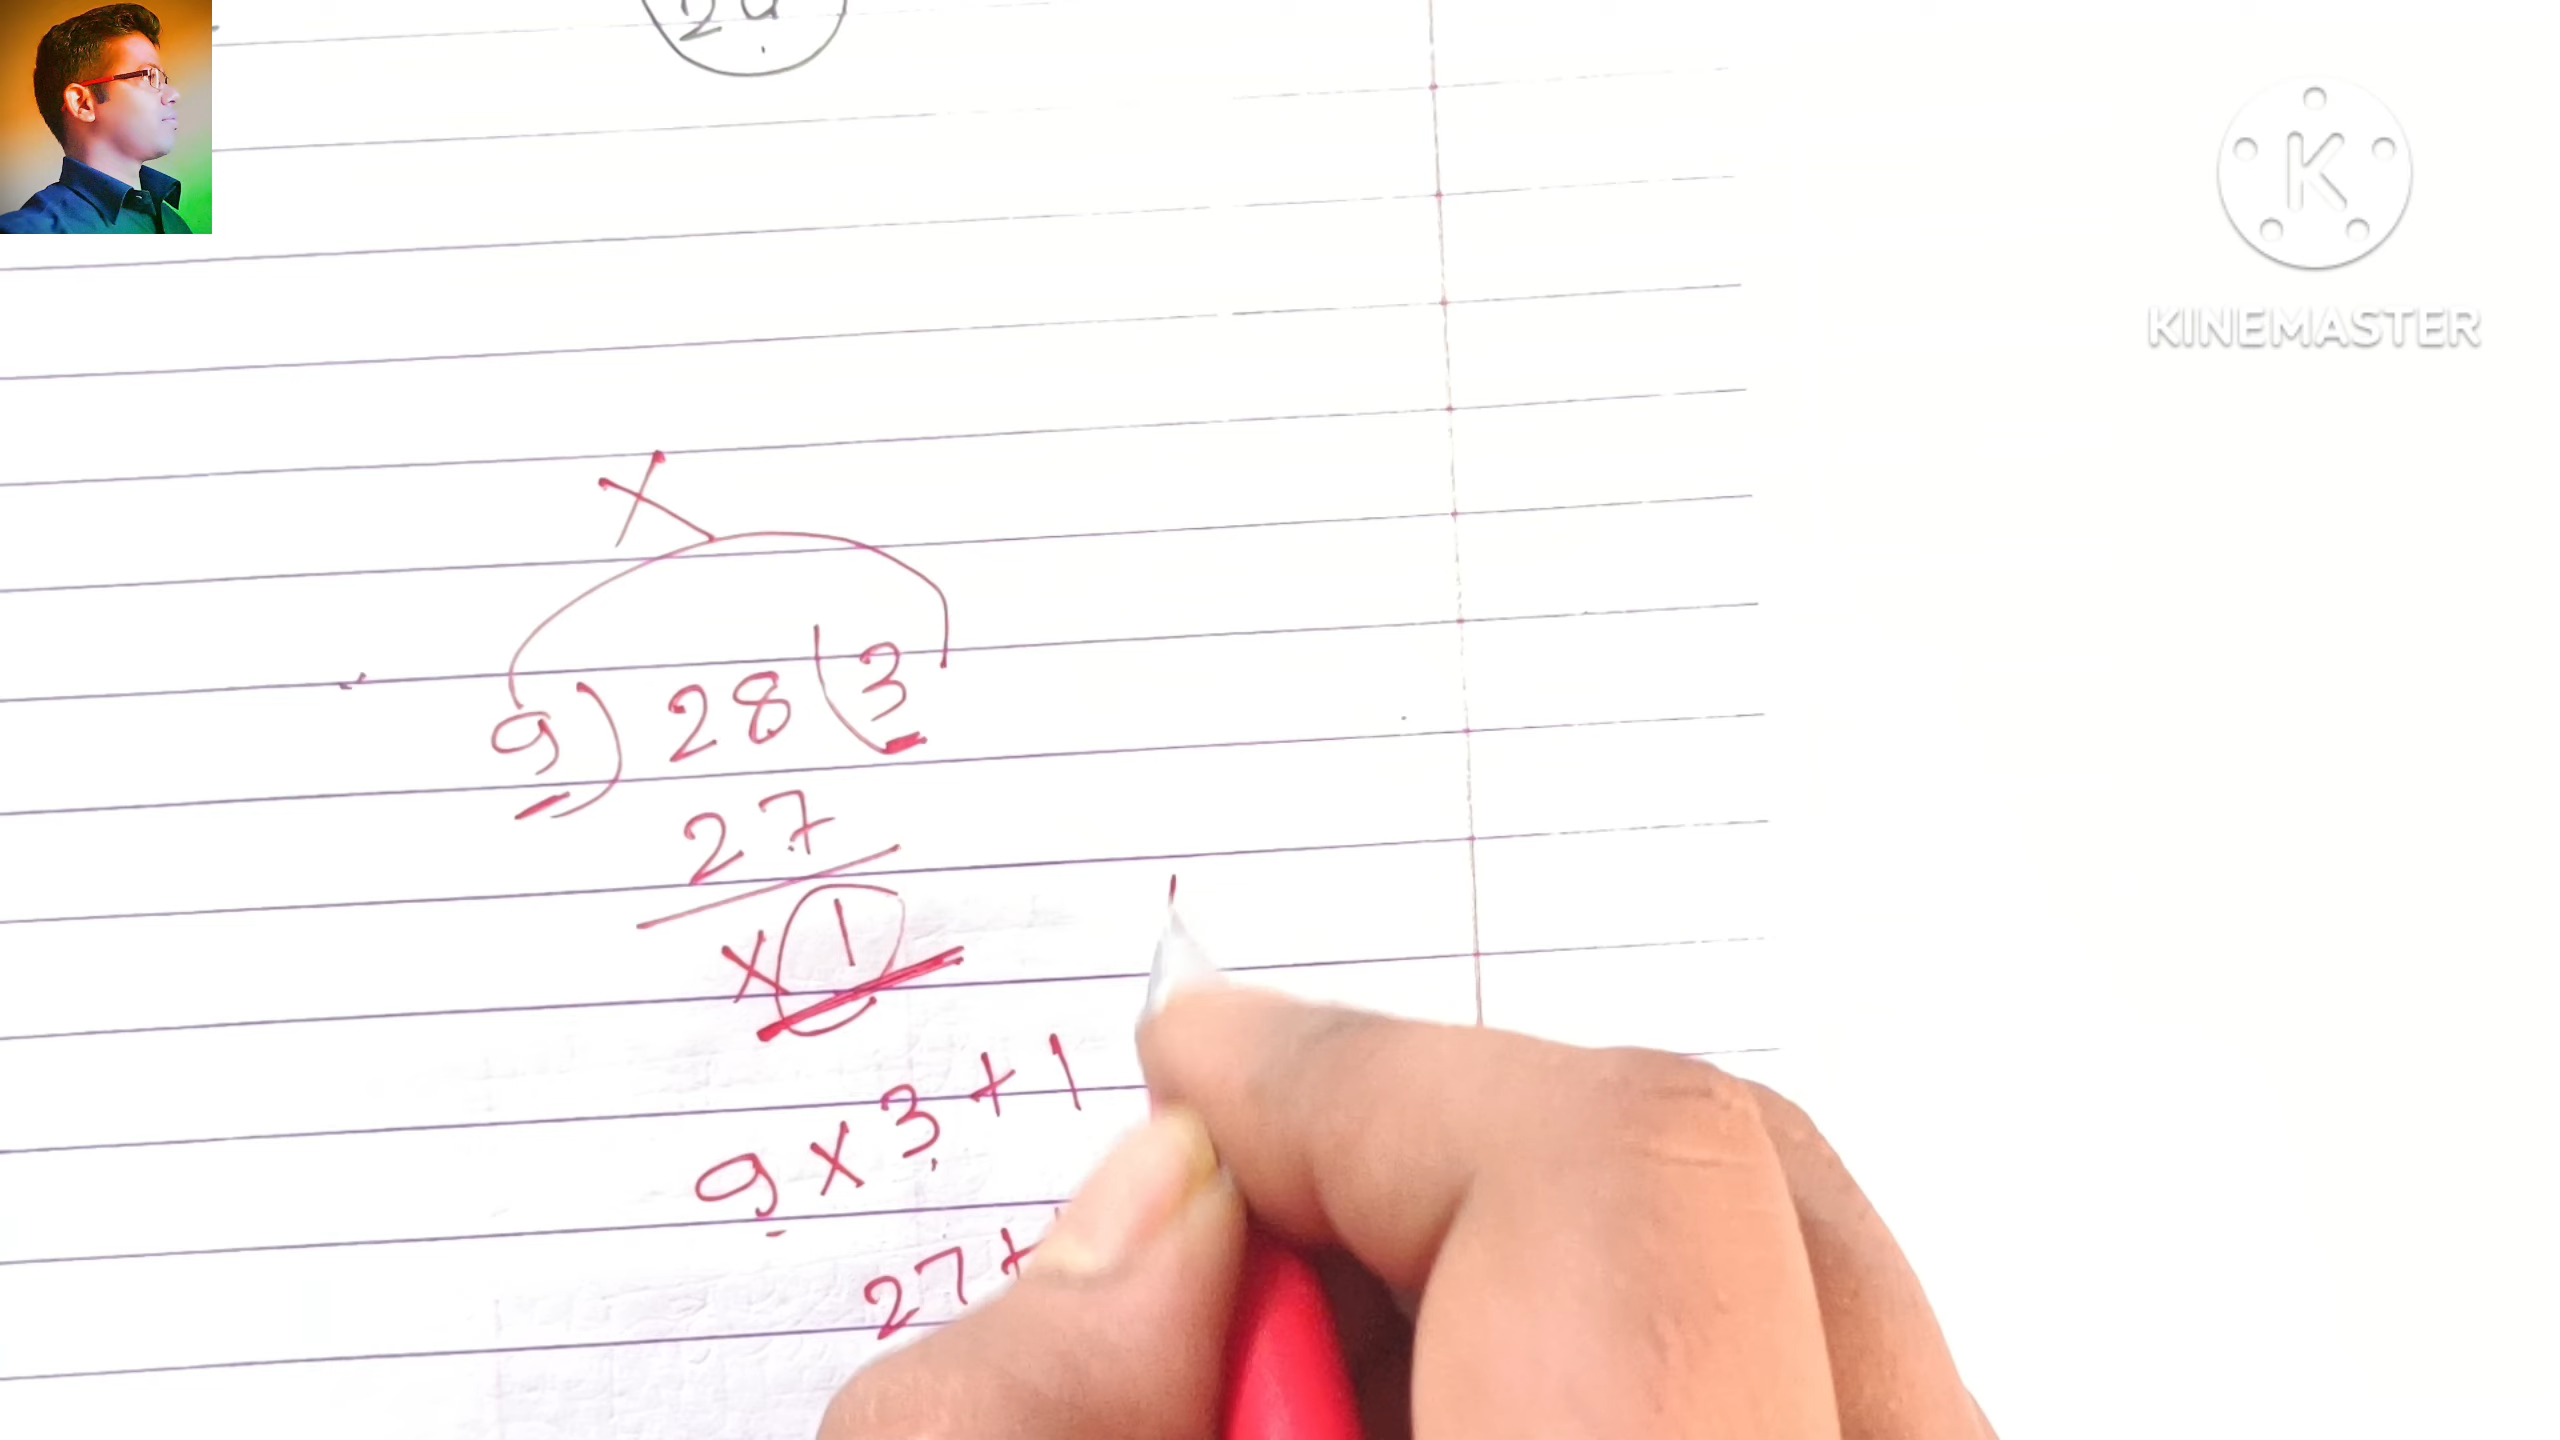 K
KINEMASTER
X
9) 28 (3
27
x 1
9 x 3 + 1
27 +